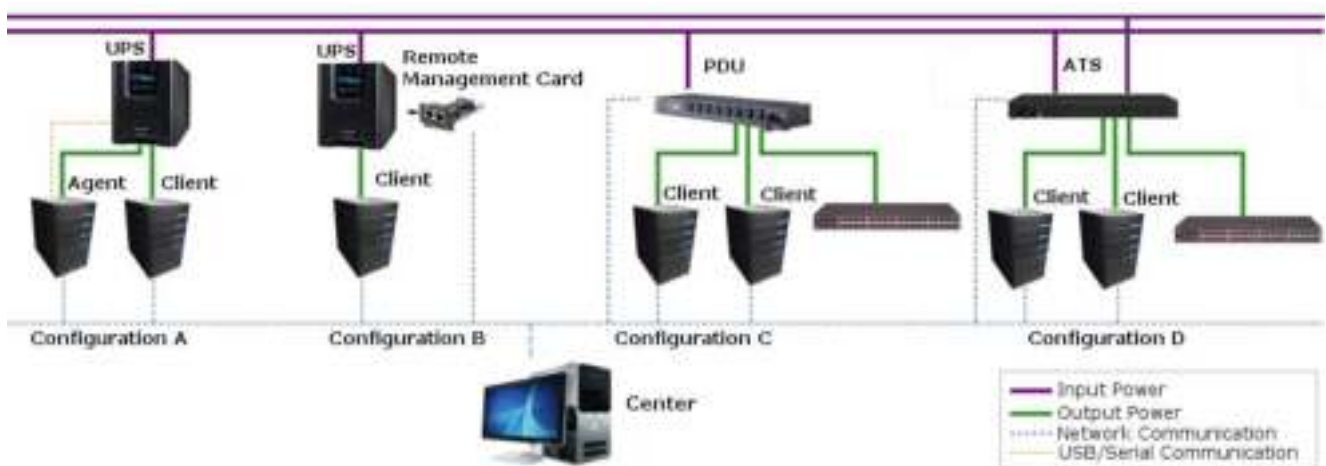 UPS
UPS
Remote
Management Card
PDU
ATS
Agent
Client
Client
Client
Client
Client
Client
Configuration A
Configuration B
Configuration C
Configuration D
Center
Input Power
Output Power
Network Communication
USB/Serial Communication